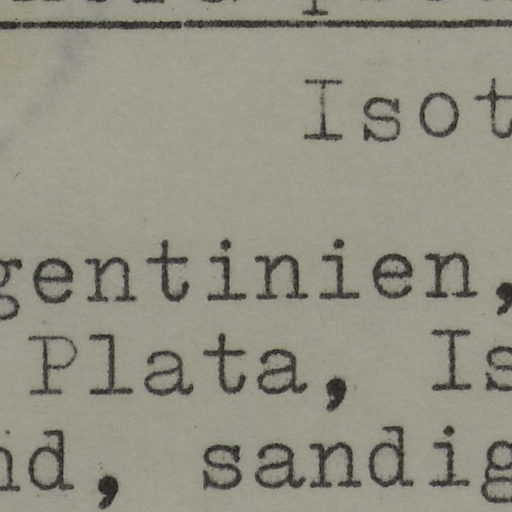 Isot
gentinien,
Plata, Is
nd, sandig